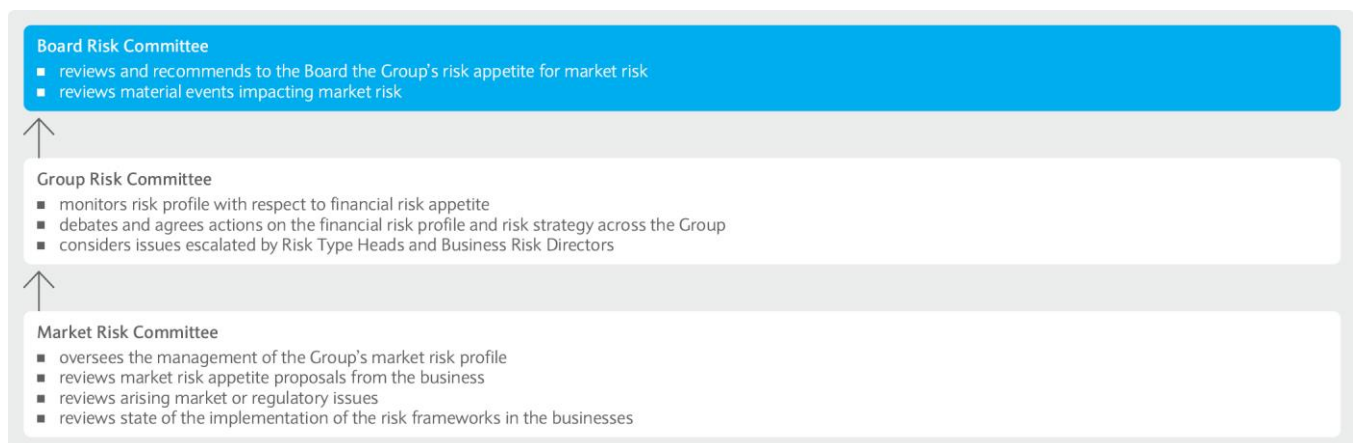 Board Risk Committee
■ reviews and recommends to the Board the Group's risk appetite for market risk
■ reviews material events impacting market risk
Group Risk Committee
■ monitors risk profile with respect to financial risk appetite
■ debates and agrees actions on the financial risk profile and risk strategy across the Group
■ considers issues escalated by Risk Type Heads and Business Risk Directors
Market Risk Committee
■ oversees the management of the Group's market risk profile
■ reviews market risk appetite proposals from the business
■ reviews arising market or regulatory issues
■ reviews state of the implementation of the risk frameworks in the businesses